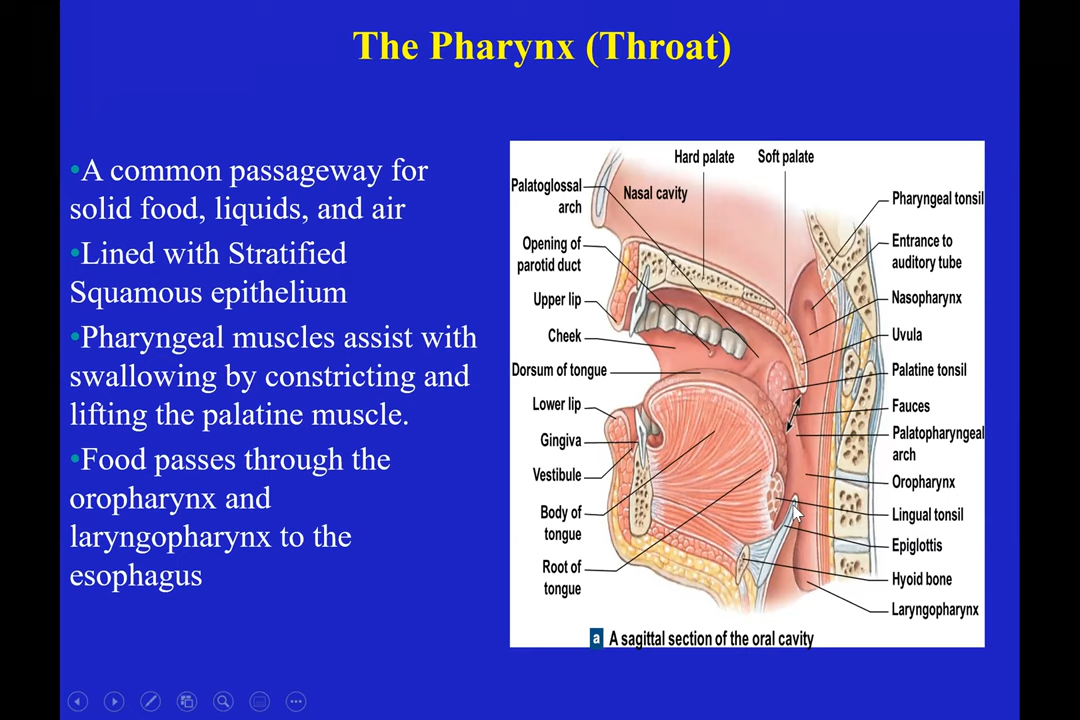 The Pharynx (Throat)
•A common passageway for
solid food, liquids, and air
•Lined with Stratified
Squamous epithelium
•Pharyngeal muscles assist with
swallowing by constricting and
lifting the palatine muscle.
•Food passes through the
oropharynx and
laryngopharynx to the
esophagus
Hard palate
Soft palate
Palatoglossal
arch
Nasal cavity
Opening of
parotid duct
Upper lip
Cheek
Dorsum of tongue
Lower lip
Gingiva
Vestibule
Body of
tongue
Root of
tongue
Pharyngeal tonsil
Entrance to
auditory tube
Nasopharynx
Uvula
Palatine tonsil
Fauces
Palatopharyngeal
arch
Oropharynx
Lingual tonsil
Epiglottis
Hyoid bone
Laryngopharynx
a A sagittal section of the oral cavity